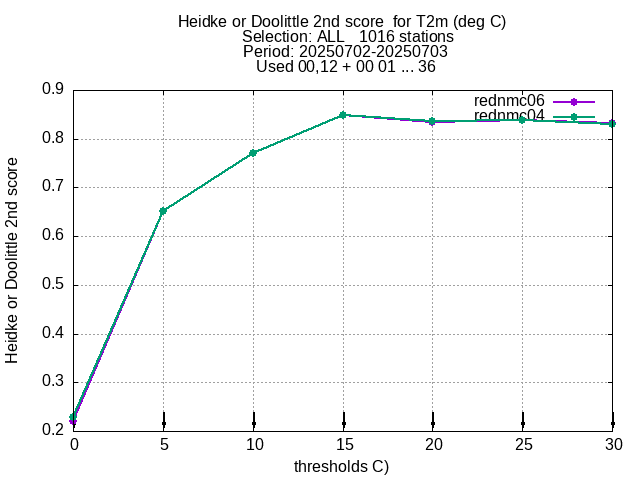 Heidke or Doolittle 2nd score  for T2m (deg C)
Selection: ALL   1016 stations
Period: 20250702-20250703
Used 00,12 + 00 01 ... 36
rednmc06
rednmc04
0.9
0.8
0.7
0.6
0.5
0.4
0.3
0.2
Heidke or Doolittle 2nd score
0 5 10 15 20 25 30
thresholds C)